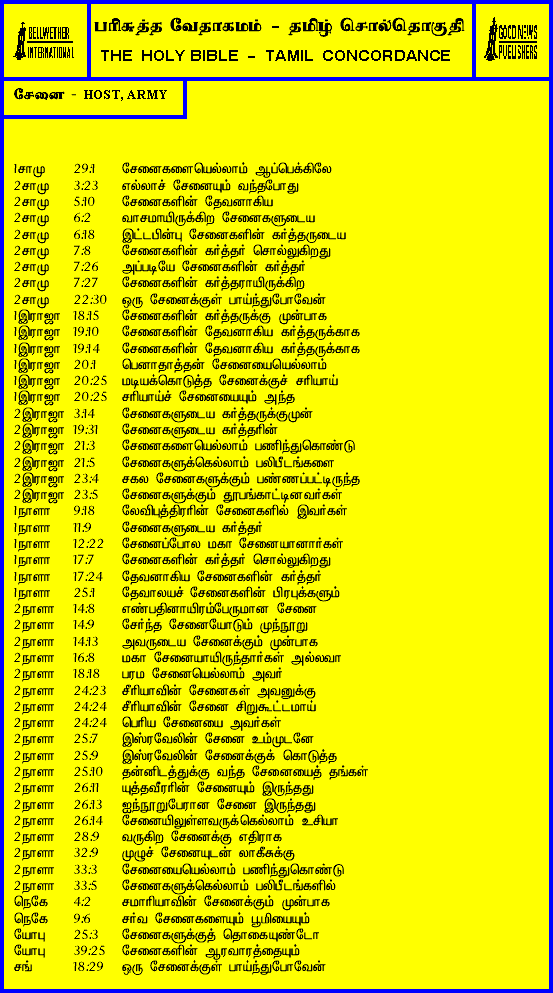 BELLWETHER
INTERNATIONAL
பரிசுத்த வேதாகமம் - தமிழ் சொல்தொகுதி
THE HOLY BIBLE - TAMIL CONCORDANCE
GOOD NEWS
PUBLISHERS
சேனை - HOST, ARMY
1சாமு 29:1 சேனைகளையெல்லாம் ஆப்பெக்கிலே
2சாமு 3:23 எல்லாச் சேனையும் வந்தபோது
2சாமு 5:10 சேனைகளின் தேவனாகிய
2சாமு 6:2 வாசமாயிருக்கிற சேனைகளுடைய
2சாமு 6:18 இட்டபின்பு சேனைகளின் கர்த்தருடைய
2சாமு 7:8 சேனைகளின் கர்த்தர் சொல்லுகிறது
2சாமு 7:26 அப்படியே சேனைகளின் கர்த்தர்
2சாமு 7:27 சேனைகளின் கர்த்தராயிருக்கிற
2சாமு 22:30 ஒரு சேனைக்குள் பாய்ந்துபோவேன்
1இராஜா 18:15 சேனைகளின் கர்த்தருக்கு முன்பாக
1இராஜா 19:10 சேனைகளின் தேவனாகிய கர்த்தருக்காக
1இராஜா 19:14 சேனைகளின் தேவனாகிய கர்த்தருக்காக
1இராஜா 20:1 பெனாதாத்தன் சேனையையெல்லாம்
1இராஜா 20:25 மடியக்கொடுத்த சேனைக்குச் சரியாய்
1இராஜா 20:25 சரியாய்ச் சேனையையும் அந்த
2இராஜா 3:14 சேனைகளுடைய கர்த்தருக்குமுன்
2இராஜா 19:31 சேனைகளுடைய கர்த்தரின்
2இராஜா 21:3 சேனைகளையெல்லாம் பணிந்துகொண்டு
2இராஜா 21:5 சேனைகளுக்கெல்லாம் பலிபீடங்களை
2இராஜா 23:4 சகல சேனைகளுக்கும் பண்ணப்பட்டிருந்த
2இராஜா 23:5 சேனைகளுக்கும் தூபங்காட்டினவர்கள்
1நாளா 9:18 லேவிபுத்திரரின் சேனைகளில் இவர்கள்
1நாளா 11:9 சேனைகளுடைய கர்த்தர்
1நாளா 12:22 சேனைப்போல மகா சேனையானார்கள்
1நாளா 17:7 சேனைகளின் கர்த்தர் சொல்லுகிறது
1நாளா 17:24 தேவனாகிய சேனைகளின் கர்த்தர்
1நாளா 25:1 தேவாலயச் சேனைகளின் பிரபுக்களும்
2நாளா 14:8 எண்பதினாயிரம்பேருமான சேனை
2நாளா 14:9 சேர்ந்த சேனையோடும் முந்நூறு
2நாளா 14:13 அவருடைய சேனைக்கும் முன்பாக
2நாளா 16:8 மகா சேனையாயிருந்தார்கள் அல்லவா
2நாளா 18:18 பரம சேனையெல்லாம் அவர்
2நாளா 24:23 சீரியாவின் சேனைகள் அவனுக்கு
2நாளா 24:24 சீரியாவின் சேனை சிறுகூட்டமாய்
2நாளா 24:24 பெரிய சேனையை அவர்கள்
2நாளா 25:7 இஸ்ரவேலின் சேனை உம்முடனே
2நாளா 25:9 இஸ்ரவேலின் சேனைக்குக் கொடுத்த
2நாளா 25:10 தன்னிடத்துக்கு வந்த சேனையைத் தங்கள்
2நாளா 26:11 யுத்தவீரரின் சேனையும் இருந்தது
2நாளா 26:13 ஐந்நூறுபேரான சேனை இருந்தது
2நாளா 26:14 சேனையிலுள்ளவருக்கெல்லாம் உசியா
2நாளா 28:9 வருகிற சேனைக்கு எதிராக
2நாளா 32:9 முழுச் சேனையுடன் லாகீசுக்கு
2நாளா 33:3 சேனையையெல்லாம் பணிந்துகொண்டு
2நாளா 33:5 சேனைகளுக்கெல்லாம் பலிபீடங்களில்
நெகே 4:2 சமாரியாவின் சேனைக்கும் முன்பாக
நெகே 9:6 சர்வ சேனைகளையும் பூமியையும்
யோபு 25:3 சேனைகளுக்குத் தொகையுண்டோ
யோபு 39:25 சேனைகளின் ஆரவாரத்தையும்
சங் 18:29 ஒரு சேனைக்குள் பாய்ந்துபோவேன்